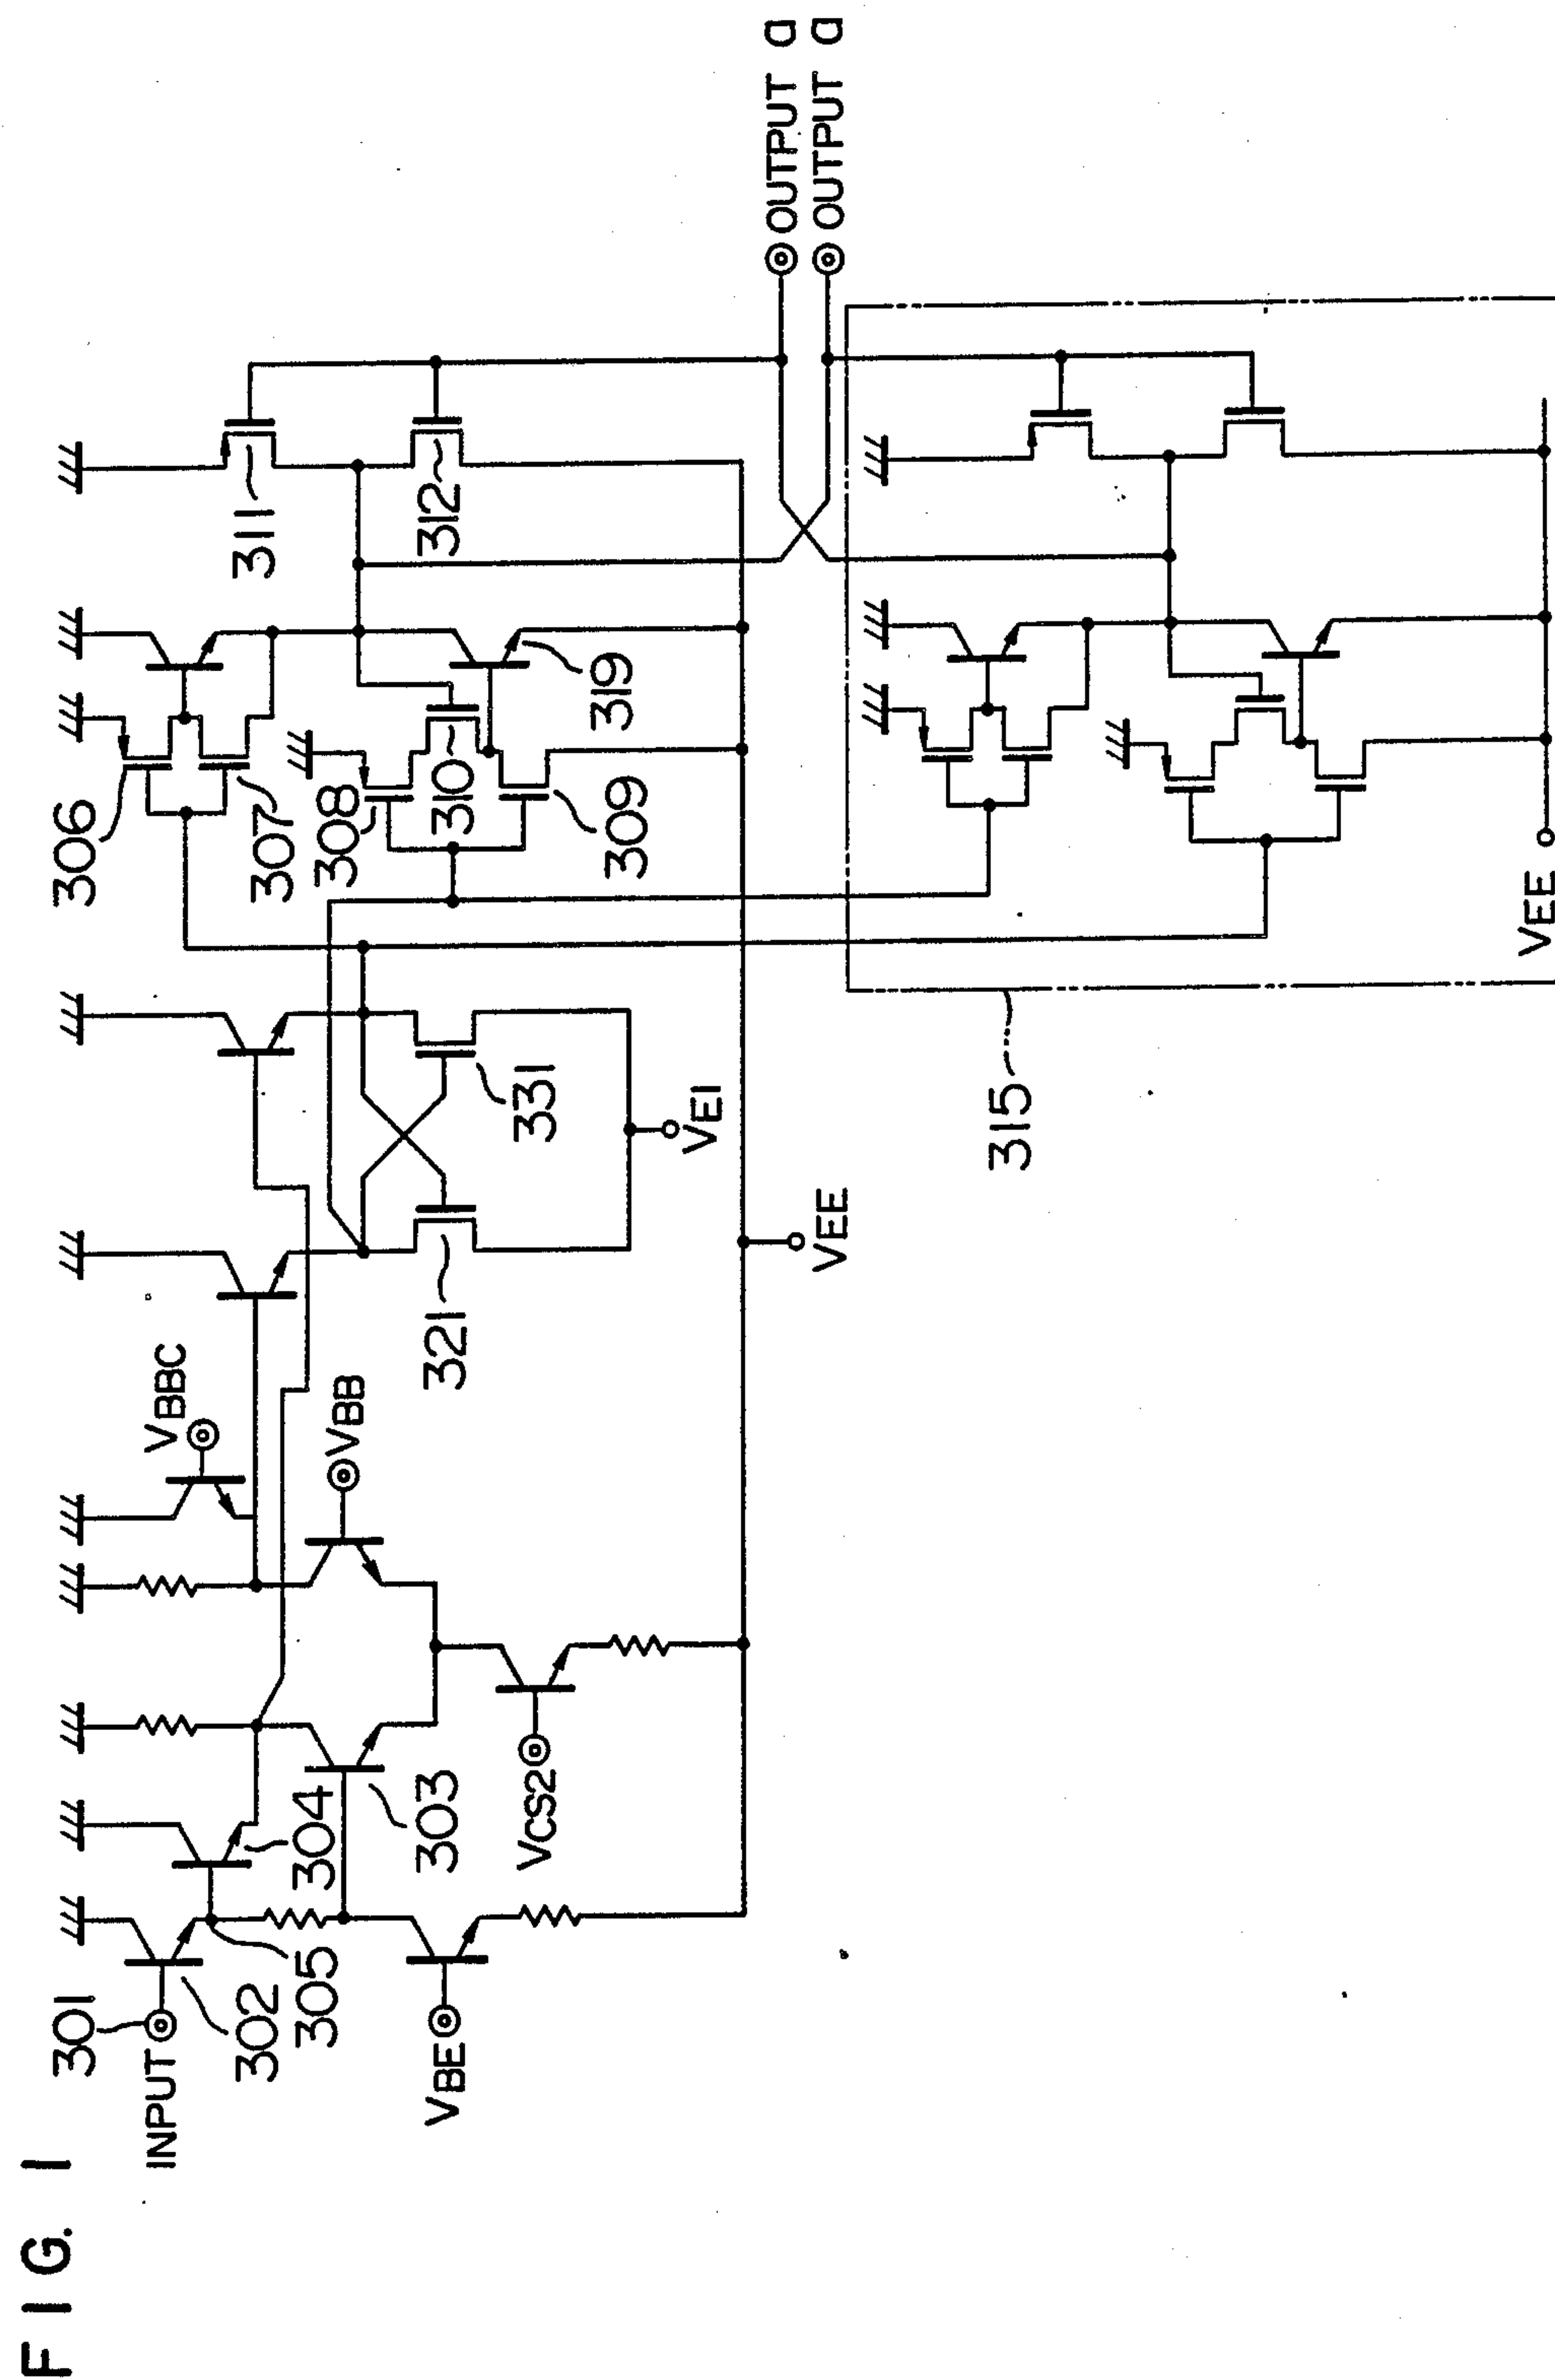 FIG. 1
INPUT
301
302
305
304
303
VBE
VCS2
VBBC
VBB
321
331
VE1
VEE
306
307
308
310
309
319
311
312
OUTPUT a
OUTPUT a
315
VEE